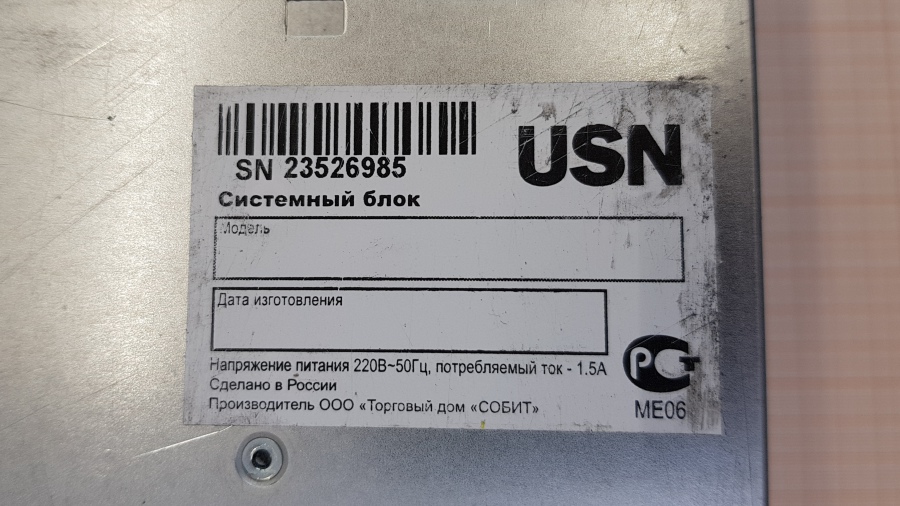 USN
SN 23526985
Системный блок
Модель
Дата изготовления
Напряжение питания 220В~50Гц, потребляемый ток - 1.5А
Сделано в России
Производитель ООО «Торговый дом «СОБИТ»
РСТ
МЕ06